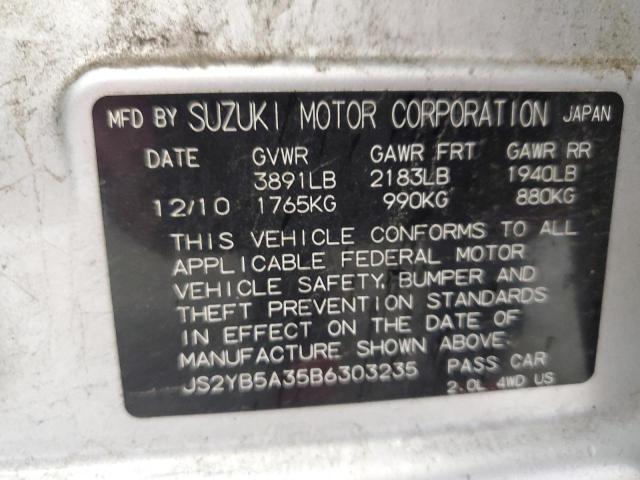 MFD BY SUZUKI MOTOR CORPORATION JAPAN
DATE GVWR GAWR FRT GAWR RR
3891LB 2183LB 1940LB
12/10 1765KG 990KG 880KG
THIS VEHICLE CONFORMS TO ALL
APPLICABLE FEDERAL MOTOR
VEHICLE SAFETY, BUMPER AND
THEFT PREVENTION STANDARDS
IN EFFECT ON THE DATE OF
MANUFACTURE SHOWN ABOVE.
JS2YB5A35B6303235 PASS CAR
2.0L 4WD US